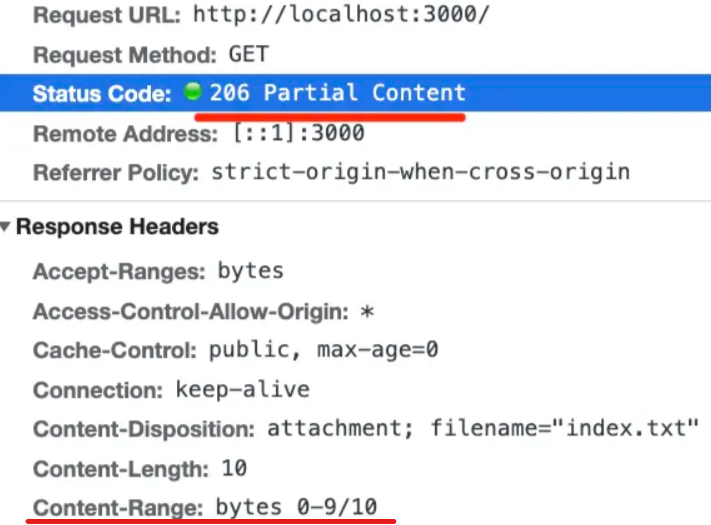 Request URL: http://localhost:3000/
Request Method: GET
Status Code: 206 Partial Content
Remote Address: [::1]:3000
Referrer Policy: strict-origin-when-cross-origin
Response Headers
Accept-Ranges: bytes
Access-Control-Allow-Origin: *
Cache-Control: public, max-age=0
Connection: keep-alive
Content-Disposition: attachment; filename="index.txt"
Content-Length: 10
Content-Range: bytes 0-9/10